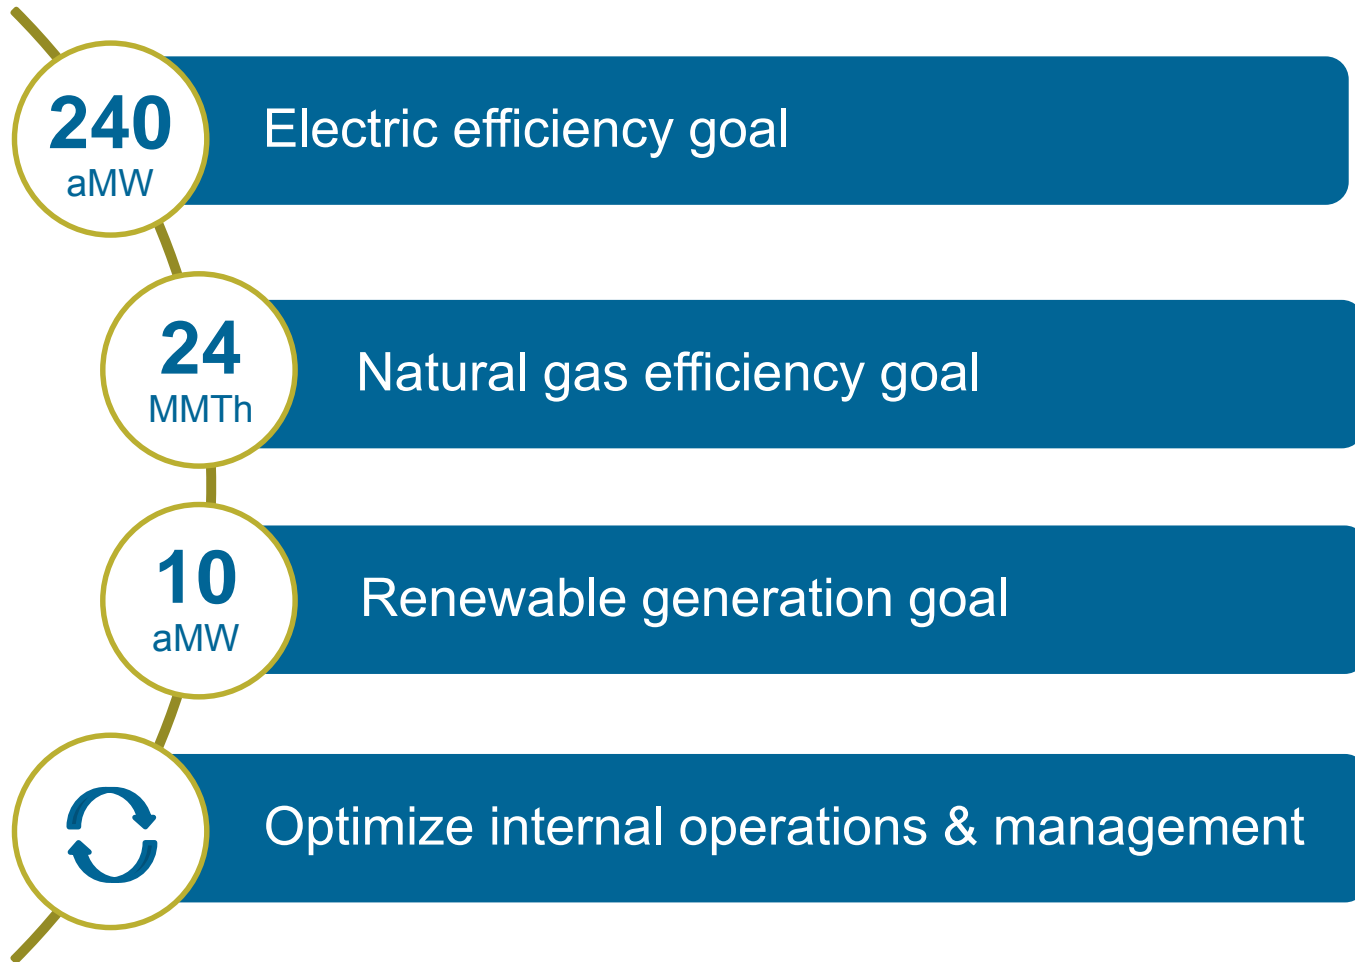 240
aMW
Electric efficiency goal
24
MMTh
Natural gas efficiency goal
10
aMW
Renewable generation goal
Optimize internal operations & management